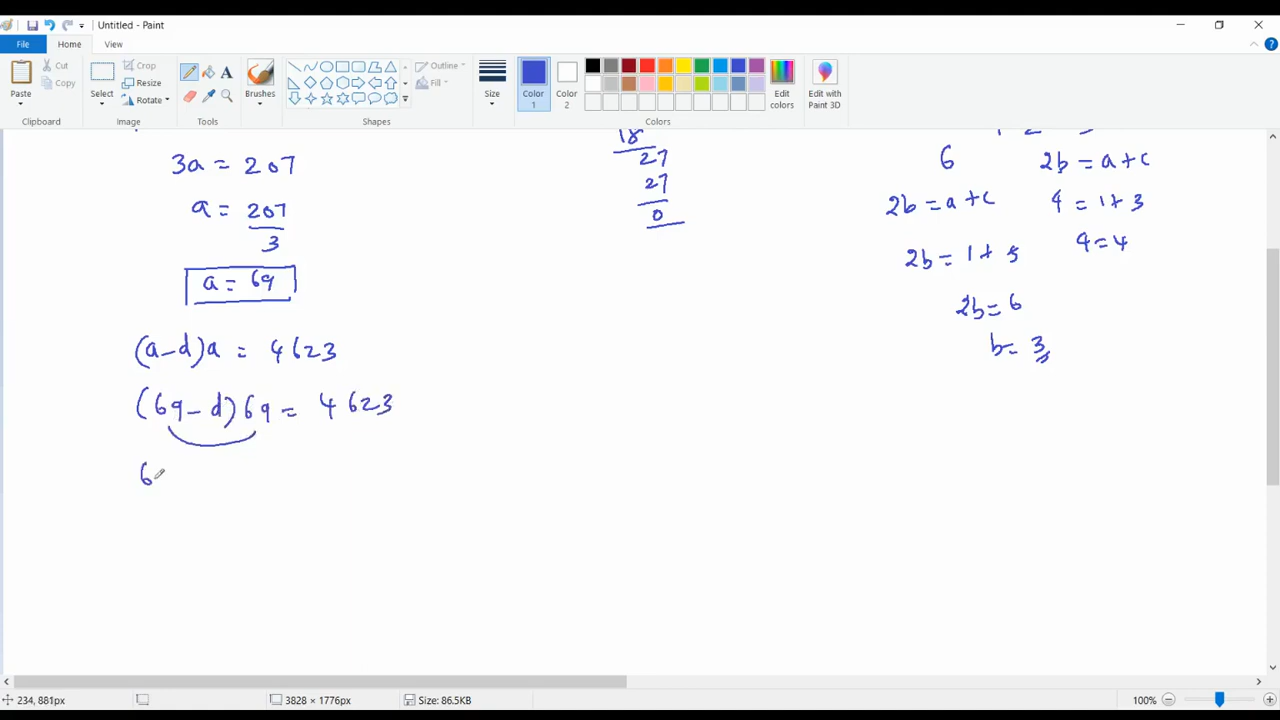 Untitled - Paint
File Home View
Paste
Cut
Copy
Clipboard
Select
Crop
Resize
Rotate
Image
Tools
Brushes
Shapes
Outline
Fill
Size
Color 1
Color 2
Colors
Edit colors
Edit with Paint 3D
3a = 207
a = 207
3
a = 69
(a-d)a = 4623
(69-d)69 = 4623
6
18
27
27
0
6
2b = a+c
2b = a+c
4 = 1+3
4=4
2b = 1+5
2b = 6
b = 3
234, 881px
3828 × 1776px
Size: 86.5KB
100%